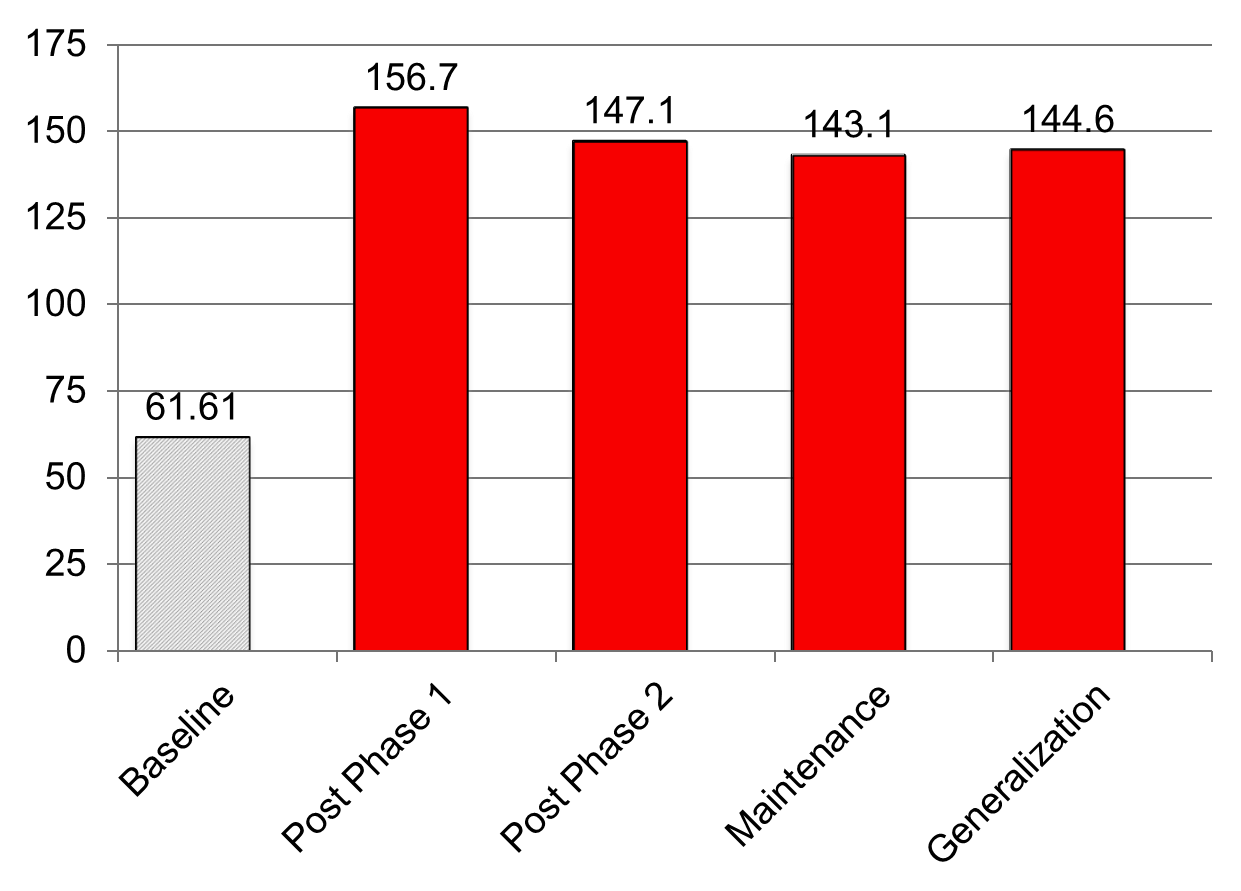 175
150
125
100
75
50
25
0
61.61
156.7
147.1
143.1
144.6
Baseline
Post Phase 1
Post Phase 2
Maintenance
Generalization